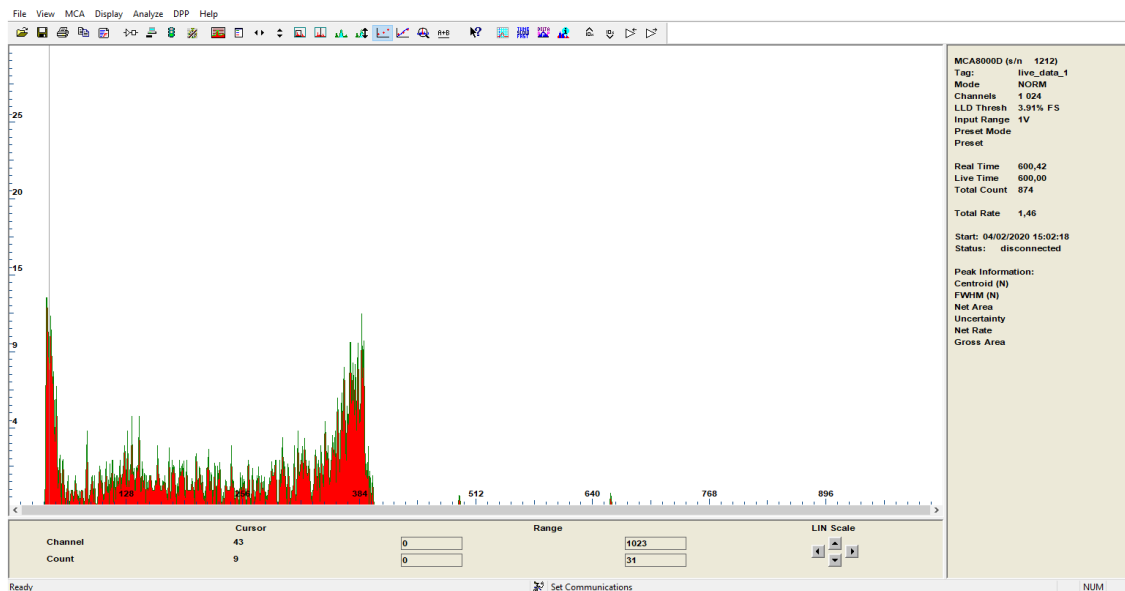 File View MCA Display Analyze DPP Help
MCA8000D (s/n 1212)
Tag: live_data_1
Mode NORM
Channels 1 024
LLD Thresh 3.91% FS
Input Range 1V
Preset Mode
Preset
Real Time 600,42
Live Time 600,00
Total Count 874
Total Rate 1,46
Start: 04/02/2020 15:02:18
Status: disconnected
Peak Information:
Centroid (N)
FWHM (N)
Net Area
Uncertainty
Net Rate
Gross Area
25
20
15
9
4
128 256 384 512 640 768 896
Cursor Range LIN Scale
Channel 43 0 1023
Count 9 0 31
Ready Set Communications NUM